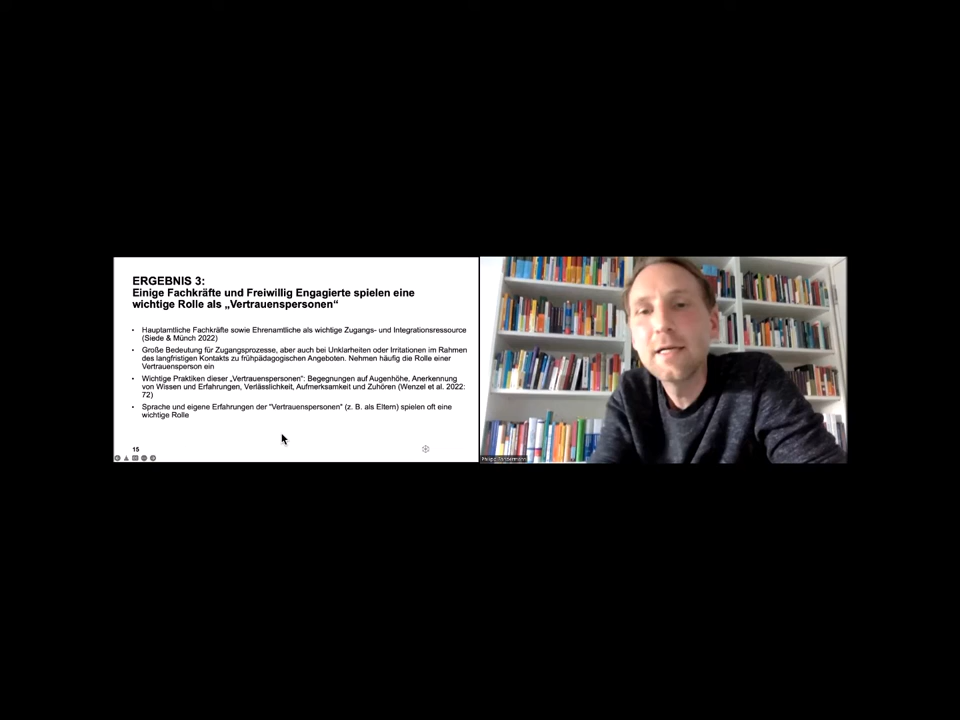 ERGEBNIS 3:
Einige Fachkräfte und Freiwillig Engagierte spielen eine
wichtige Rolle als „Vertrauenspersonen“
• Hauptamtliche Fachkräfte sowie Ehrenamtliche als wichtige Zugangs- und Integrationsressource
(Siede & Münch 2022)
• Große Bedeutung für Zugangsprozesse, aber auch bei Unklarheiten oder Irritationen im Rahmen
des langfristigen Kontakts zu frühpädagogischen Angeboten. Nehmen häufig die Rolle einer
Vertrauensperson ein
• Wichtige Praktiken dieser „Vertrauenspersonen“: Begegnungen auf Augenhöhe, Anerkennung
von Wissen und Erfahrungen, Verlässlichkeit, Aufmerksamkeit und Zuhören (Wenzel et al. 2022:
72)
• Sprache und eigene Erfahrungen der "Vertrauenspersonen" (z. B. als Eltern) spielen oft eine
wichtige Rolle
15
Philipp